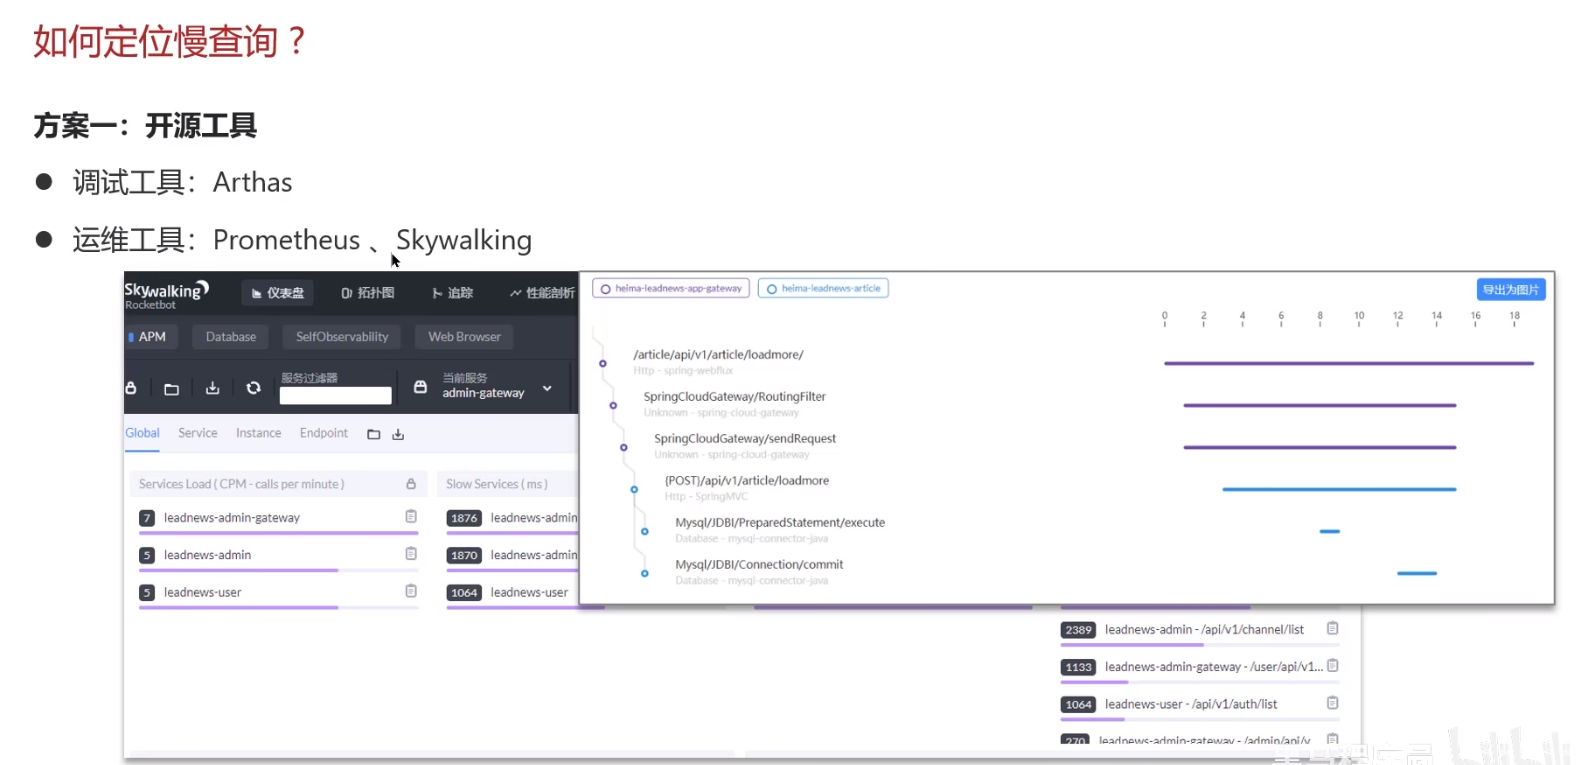 如何定位慢查询？
方案一：开源工具
● 调试工具：Arthas
● 运维工具：Prometheus 、Skywalking
Skywalking
Rocketbot
仪表盘 拓扑图 追踪 性能剖析
APM Database SelfObservability Web Browser
服务过滤器
当前服务
admin-gateway
Global Service Instance Endpoint
Services Load ( CPM - calls per minute )
7 leadnews-admin-gateway
5 leadnews-admin
5 leadnews-user
Slow Services ( ms )
1876 leadnews-admin
1870 leadnews-admin
1064 leadnews-user
heima-leadnews-app-gateway heima-leadnews-article 导出为图片
0 2 4 6 8 10 12 14 16 18
/article/api/v1/article/loadmore/
Http - spring-webflux
SpringCloudGateway/RoutingFilter
Unknown - spring-cloud-gateway
SpringCloudGateway/sendRequest
Unknown - spring-cloud-gateway
{POST}/api/v1/article/loadmore
Http - SpringMVC
Mysql/JDBI/PreparedStatement/execute
Database - mysql-connector-java
Mysql/JDBI/Connection/commit
Database - mysql-connector-java
2389 leadnews-admin - /api/v1/channel/list
1133 leadnews-admin-gateway - /user/api/v1...
1064 leadnews-user - /api/v1/auth/list
270 leadnews-admin-gateway - /admin/api/v